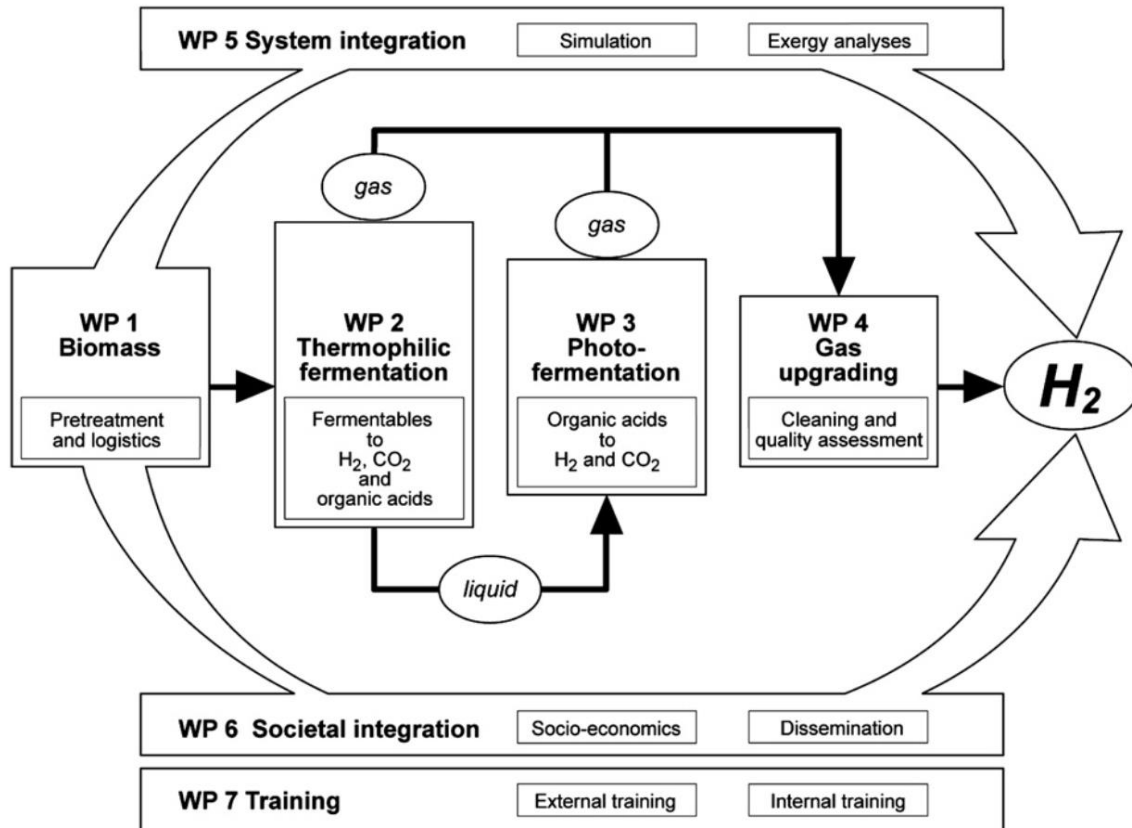 WP 5 System integration
Simulation
Exergy analyses
gas
gas
WP 1
Biomass
Pretreatment
and logistics
WP 2
Thermophilic
fermentation
Fermentables
to
H₂, CO₂
and
organic acids
WP 3
Photo-
fermentation
Organic acids
to
H₂ and CO₂
WP 4
Gas
upgrading
Cleaning and
quality assessment
H₂
liquid
WP 6 Societal integration
Socio-economics
Dissemination
WP 7 Training
External training
Internal training